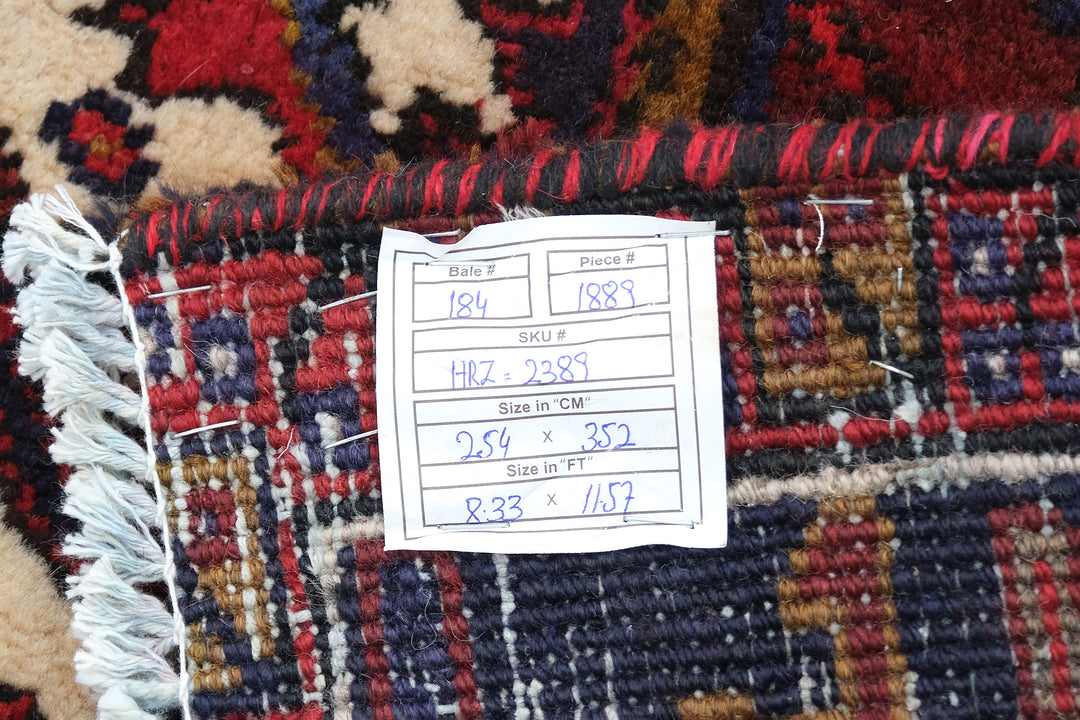 Bale # Piece #
184 1889
SKU #
HRZ = 2389
Size in "CM"
254 x 352
Size in "FT"
8.33 x 11.57